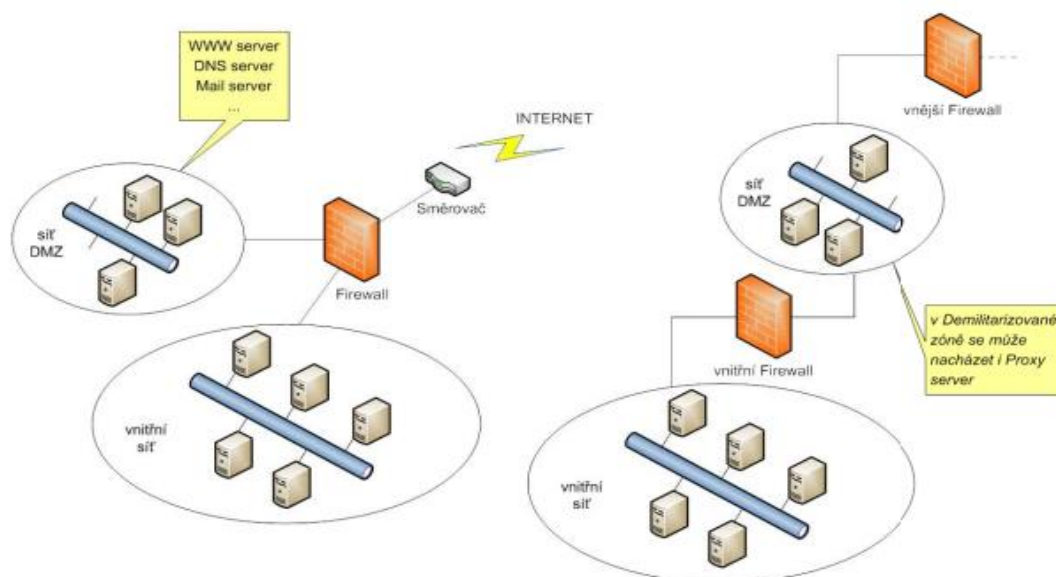 WWW server
DNS server
Mail server
...
INTERNET
Směrovač
síť
DMZ
Firewall
vnitřní
síť
vnější Firewall
síť
DMZ
vnitřní Firewall
v Demilitarizované
zóně se může
nacházet i Proxy
server
vnitřní
síť